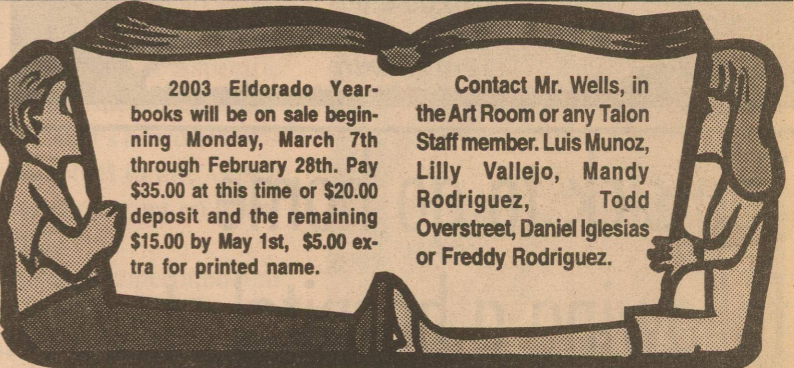 2003 Eldorado Year-
books will be on sale begin-
ning Monday, March 7th
through February 28th. Pay
$35.00 at this time or $20.00
deposit and the remaining
$15.00 by May 1st, $5.00 ex-
tra for printed name.
Contact Mr. Wells, in
the Art Room or any Talon
Staff member. Luis Munoz,
Lilly Vallejo, Mandy
Rodriguez, Todd
Overstreet, Daniel Iglesias
or Freddy Rodriguez.